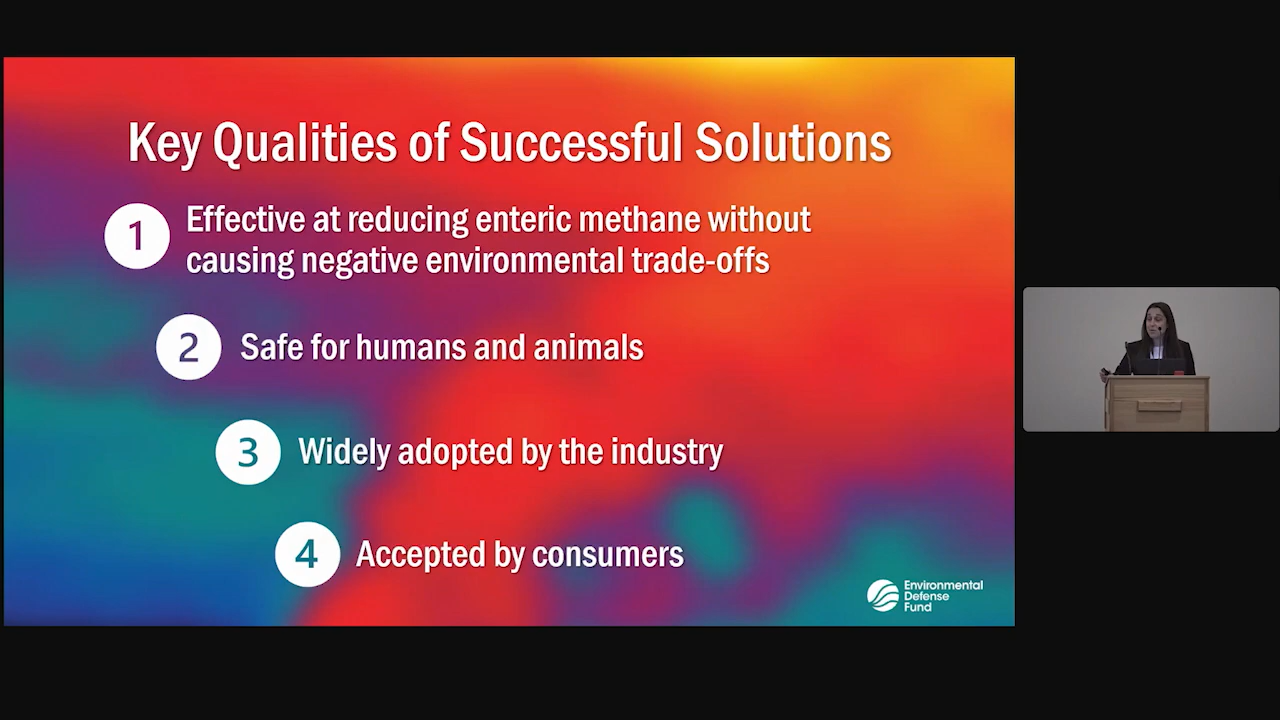 Key Qualities of Successful Solutions
1
Effective at reducing enteric methane without
causing negative environmental trade-offs
2
Safe for humans and animals
3
Widely adopted by the industry
4
Accepted by consumers
Environmental
Defense
Fund